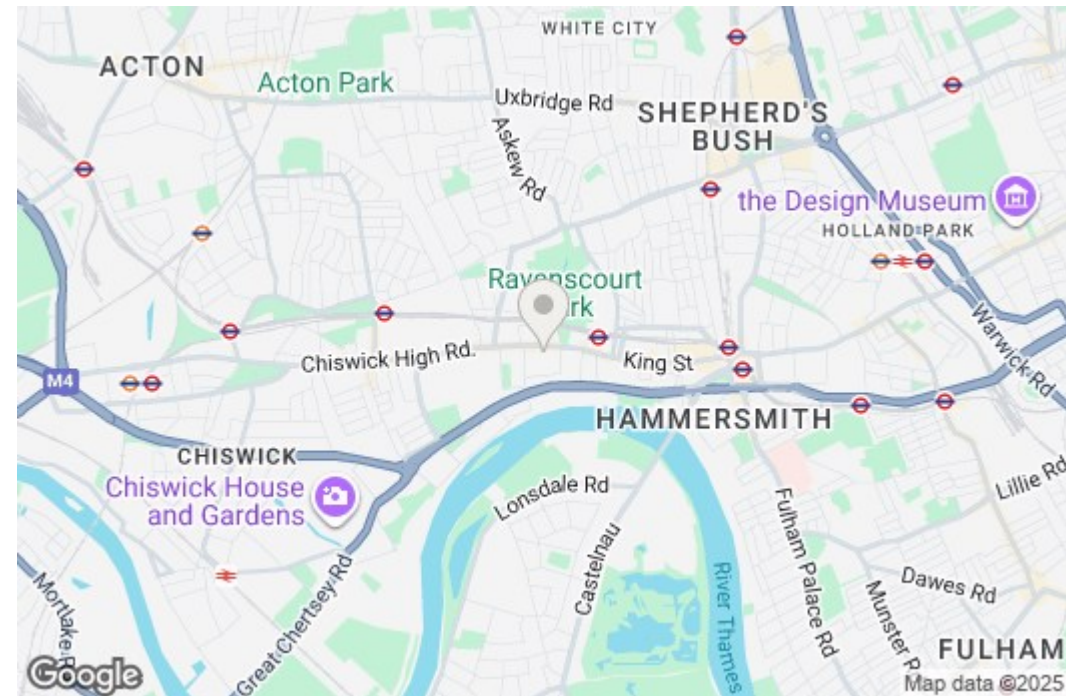 WHITE CITY
ACTON
Acton Park
Uxbridge Rd
SHEPHERD'S
BUSH
Askew Rd
the Design Museum
HOLLAND PARK
Ravenscourt
Park
Warwick Rd
Chiswick High Rd.
King St
M4
HAMMERSMITH
CHISWICK
Chiswick House
and Gardens
Lonsdale Rd
Lillie Rd
Castelnau
Fulham Palace Rd
River Thames
Dawes Rd
Munster Rd
Mortlake R
Great Chertsey Rd
FULHAM
Google
Map data ©2025